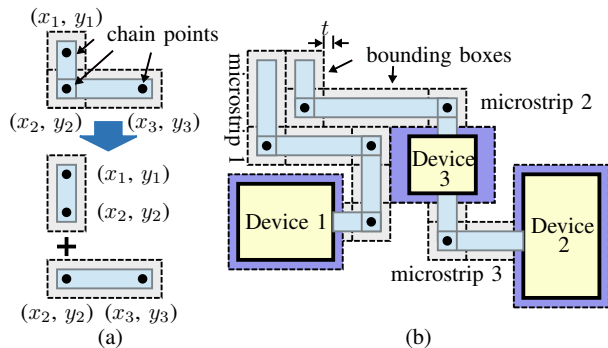 (x₁, y₁)
chain points
(x₂, y₂) (x₃, y₃)
(x₁, y₁)
(x₂, y₂)
+
(x₂, y₂) (x₃, y₃)
(a)
t
bounding boxes
microstrip 1
microstrip 2
Device 3
Device 1
Device 2
microstrip 3
(b)